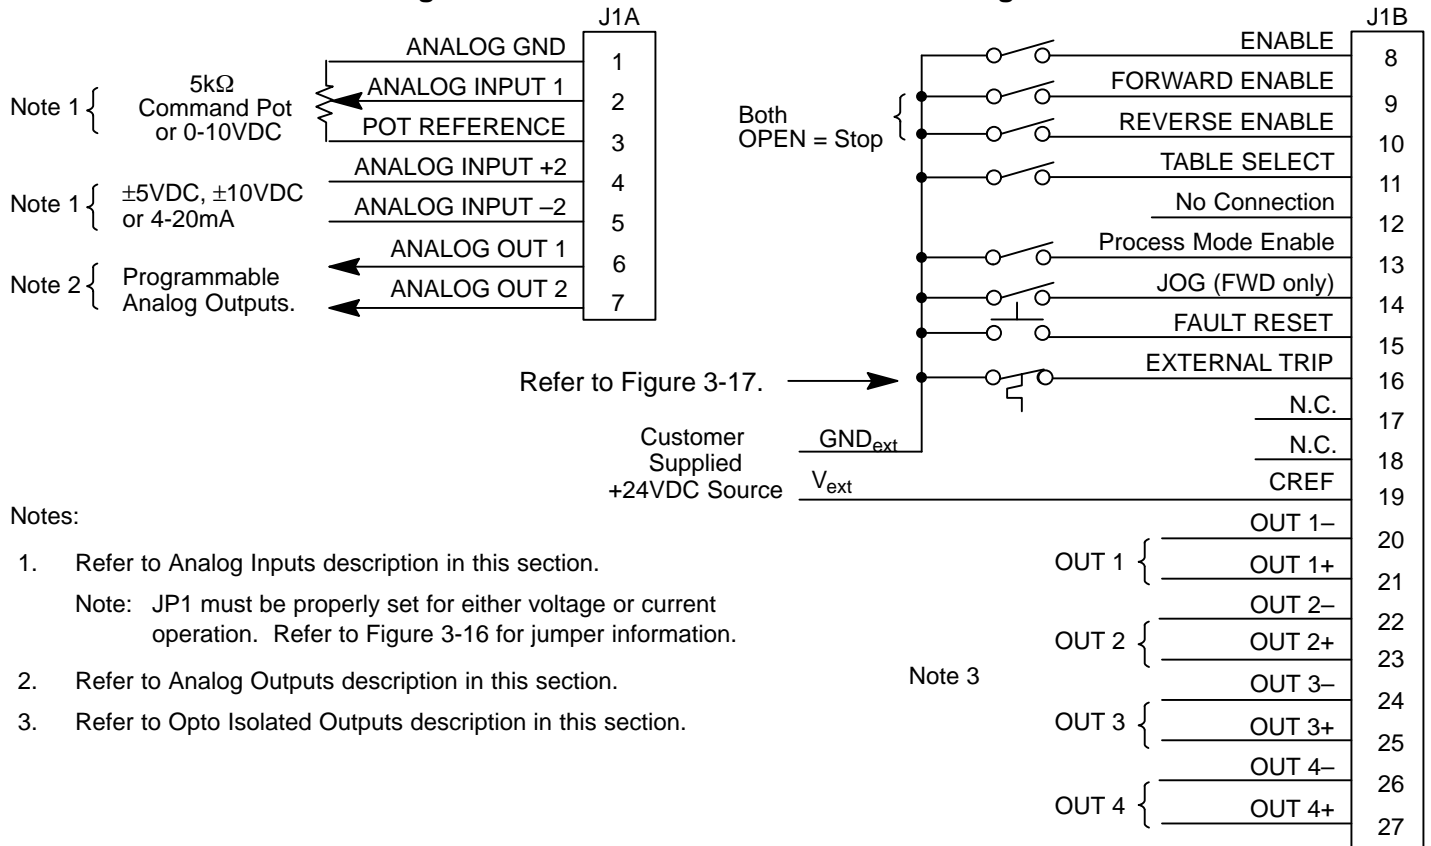 J1A
ANALOG GND
1
ANALOG INPUT 1
2
POT REFERENCE
3
ANALOG INPUT +2
4
ANALOG INPUT –2
5
ANALOG OUT 1
6
ANALOG OUT 2
7
Note 1
5kΩ
Command Pot
or 0-10VDC
Note 1
±5VDC, ±10VDC
or 4-20mA
Note 2
Programmable
Analog Outputs.
J1B
ENABLE
8
FORWARD ENABLE
9
REVERSE ENABLE
10
TABLE SELECT
11
No Connection
12
Process Mode Enable
13
JOG (FWD only)
14
FAULT RESET
15
EXTERNAL TRIP
16
N.C.
17
N.C.
18
CREF
19
OUT 1–
20
OUT 1+
21
OUT 2–
22
OUT 2+
23
OUT 3–
24
OUT 3+
25
OUT 4–
26
OUT 4+
27
Both
OPEN = Stop
Refer to Figure 3-17.
Customer
Supplied
+24VDC Source
GNDext
Vext
OUT 1
OUT 2
Note 3
OUT 3
OUT 4
Notes:
1. Refer to Analog Inputs description in this section.
Note: JP1 must be properly set for either voltage or current
operation. Refer to Figure 3-16 for jumper information.
2. Refer to Analog Outputs description in this section.
3. Refer to Opto Isolated Outputs description in this section.